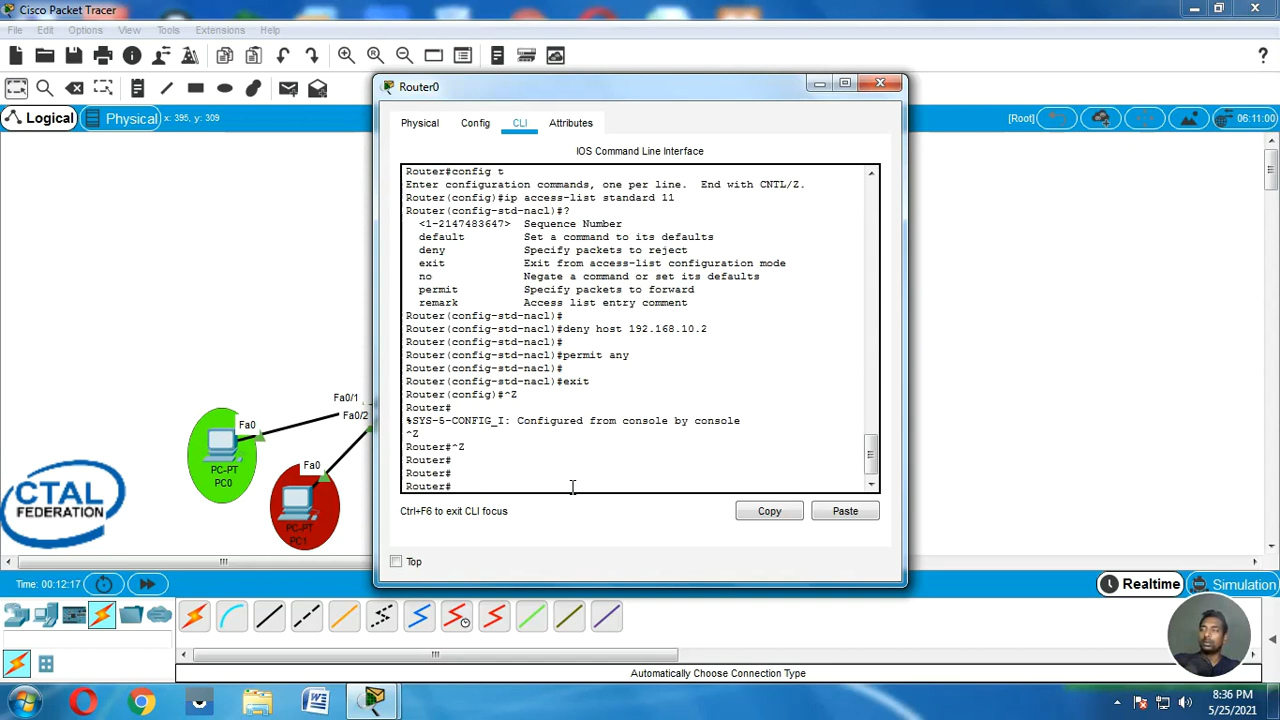 Cisco Packet Tracer
File Edit Options View Tools Extensions Help
Logical Physical x: 395, y: 309 [Root] 06:11:00
Router0
Physical Config CLI Attributes
IOS Command Line Interface
Router#config t
Enter configuration commands, one per line. End with CNTL/Z.
Router(config)#ip access-list standard 11
Router(config-std-nacl)#?
<1-2147483647> Sequence Number
default Set a command to its defaults
deny Specify packets to reject
exit Exit from access-list configuration mode
no Negate a command or set its defaults
permit Specify packets to forward
remark Access list entry comment
Router(config-std-nacl)#
Router(config-std-nacl)#deny host 192.168.10.2
Router(config-std-nacl)#
Router(config-std-nacl)#permit any
Router(config-std-nacl)#
Router(config-std-nacl)#exit
Router(config)#^Z
Router#
%SYS-5-CONFIG_I: Configured from console by console
^Z
Router#^Z
Router#
Router#
Router#
Ctrl+F6 to exit CLI focus
Copy Paste
Top
Fa0/1
Fa0/2
Fa0
PC-PT
PC0
Fa0
PC-PT
PC1
CTAL
FEDERATION
Time: 00:12:17 Realtime Simulation
Automatically Choose Connection Type
8:36 PM
5/25/2021